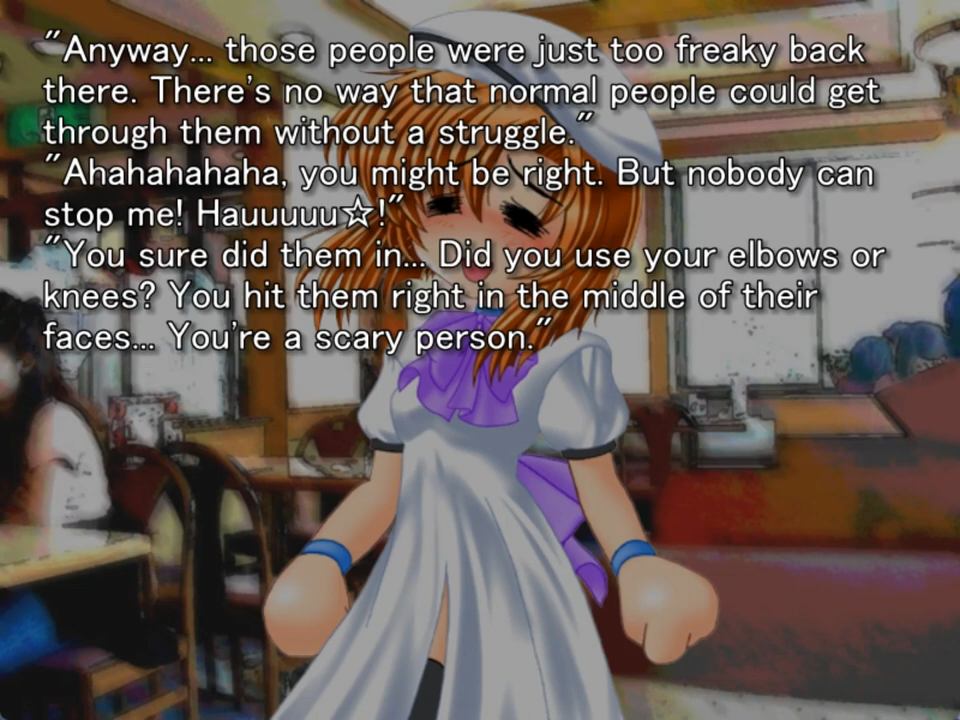 "Anyway... those people were just too freaky back
there. There's no way that normal people could get
through them without a struggle."
"Ahahahahaha, you might be right. But nobody can
stop me! Hauuuuu☆!"
"You sure did them in... Did you use your elbows or
knees? You hit them right in the middle of their
faces... You're a scary person."